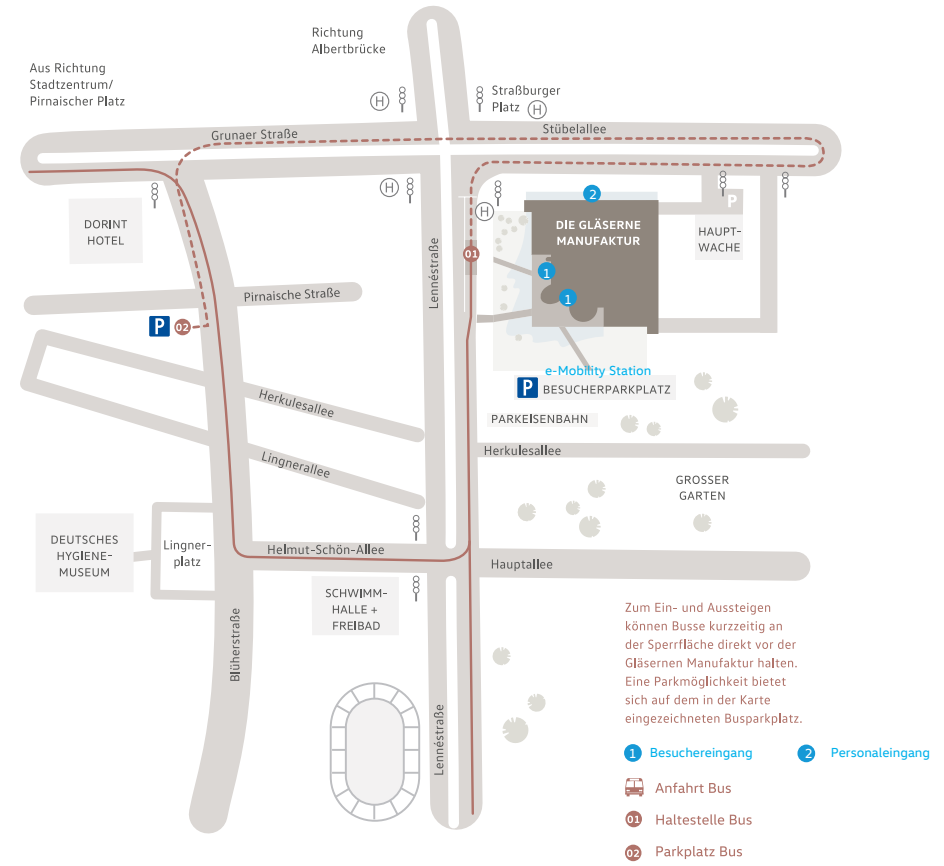 Richtung
Albertbrücke
Aus Richtung
Stadtzentrum/
Pirnaischer Platz
H
Straßburger
Platz
H
Grunaer Straße
Stübelallee
H
2
P
H
DORINT
HOTEL
DIE GLÄSERNE
MANUFAKTUR
HAUPT-
WACHE
01
1
Lennéstraße
Pirnaische Straße
1
P
02
e-Mobility Station
P
BESUCHERPARKPLATZ
Herkulesallee
PARKEISENBAHN
Herkulesallee
Lingnerallee
GROSSER
GARTEN
DEUTSCHES
HYGIENE-
MUSEUM
Lingner-
platz
Helmut-Schön-Allee
Hauptallee
SCHWIMM-
HALLE +
FREIBAD
Blüherstraße
Lennéstraße
Zum Ein- und Aussteigen
können Busse kurzzeitig an
der Sperrfläche direkt vor der
Gläsernen Manufaktur halten.
Eine Parkmöglichkeit bietet
sich auf dem in der Karte
eingezeichneten Busparkplatz.
1 Besuchereingang
2 Personaleingang
Anfahrt Bus
01 Haltestelle Bus
02 Parkplatz Bus